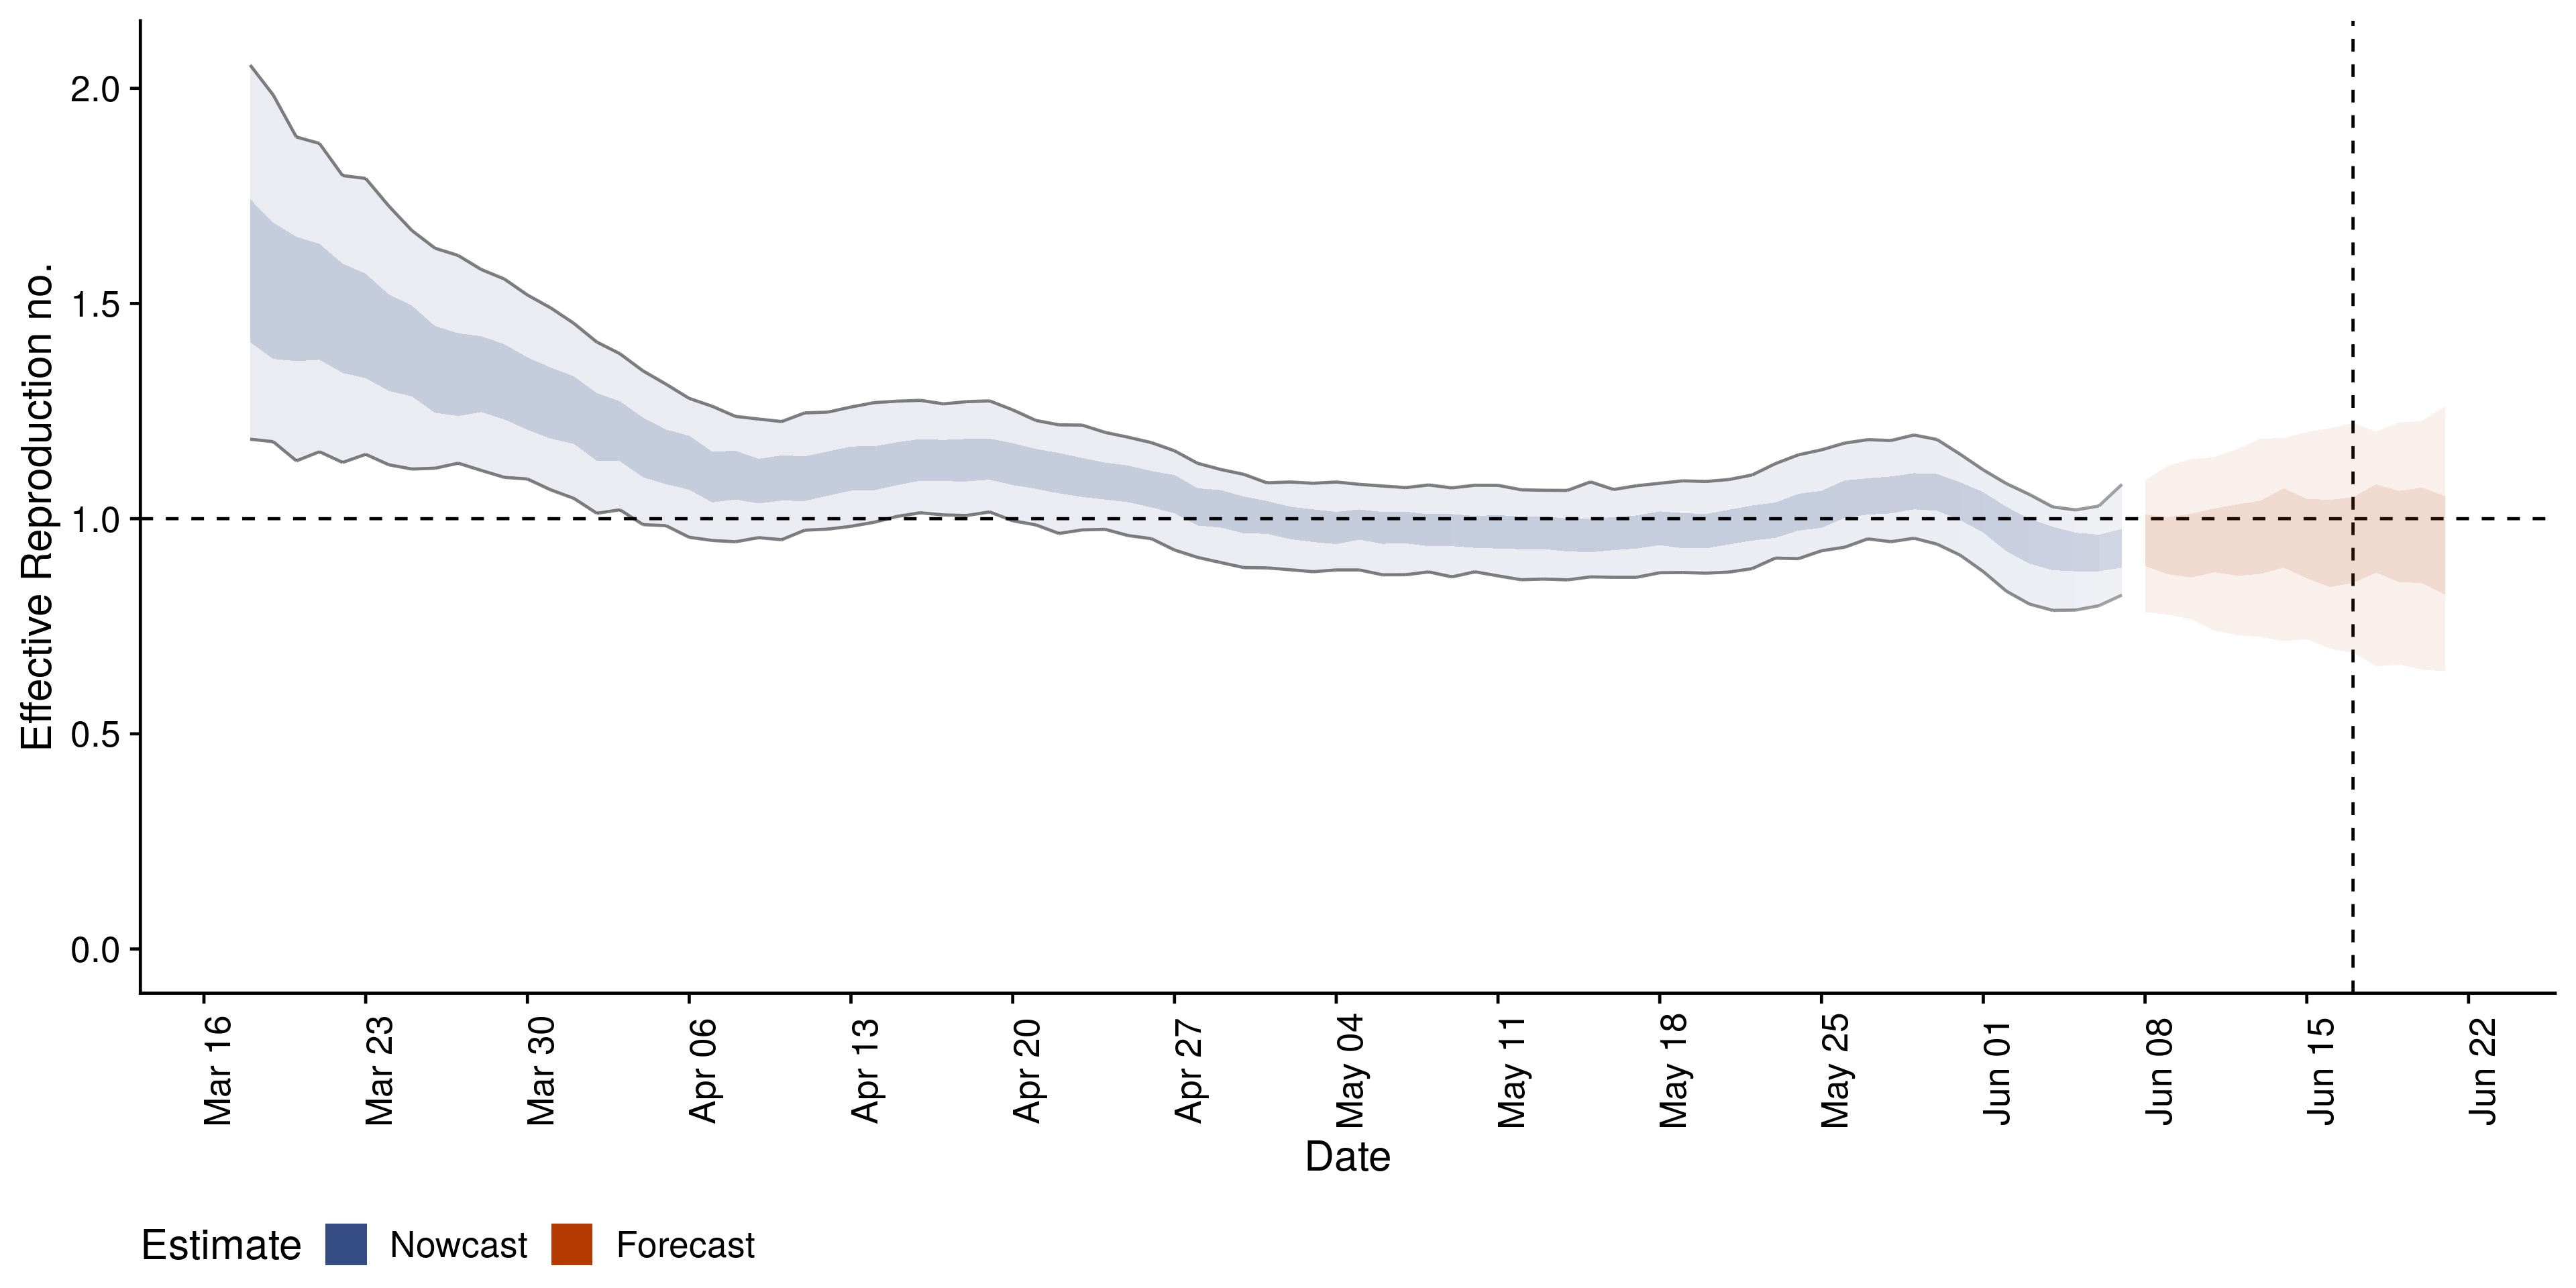 Effective Reproduction no.
2.0
1.5
1.0
0.5
0.0
Mar 16
Mar 23
Mar 30
Apr 06
Apr 13
Apr 20
Apr 27
May 04
May 11
May 18
May 25
Jun 01
Jun 08
Jun 15
Jun 22
Date
Estimate Nowcast Forecast